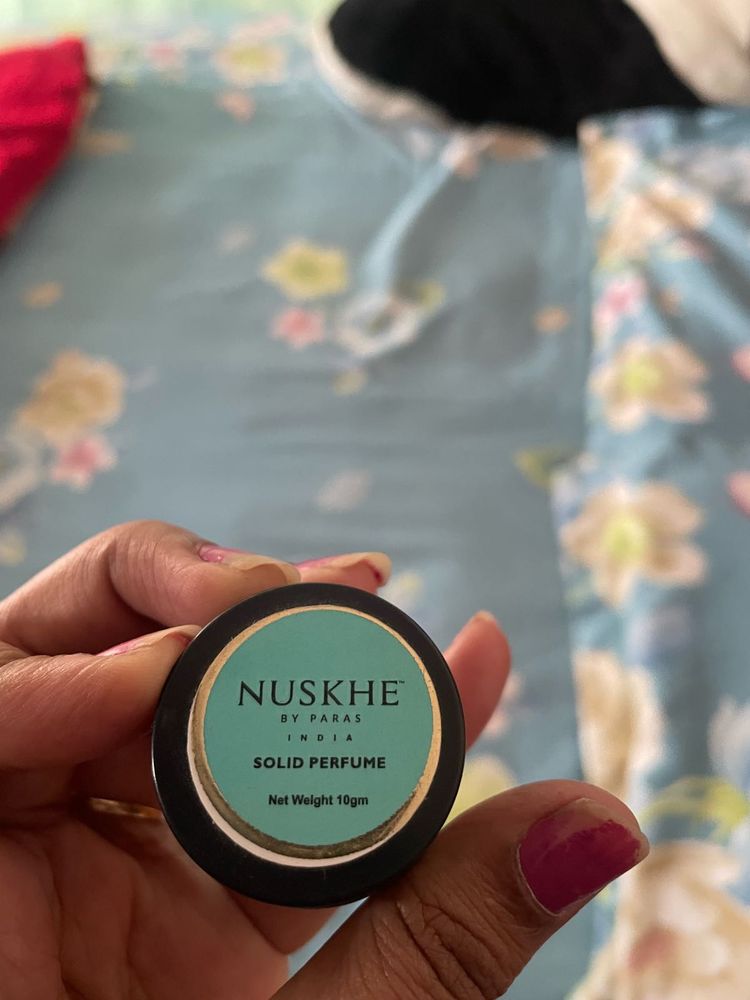 NUSKHE™
BY PARAS
INDIA
SOLID PERFUME
Net Weight 10gm